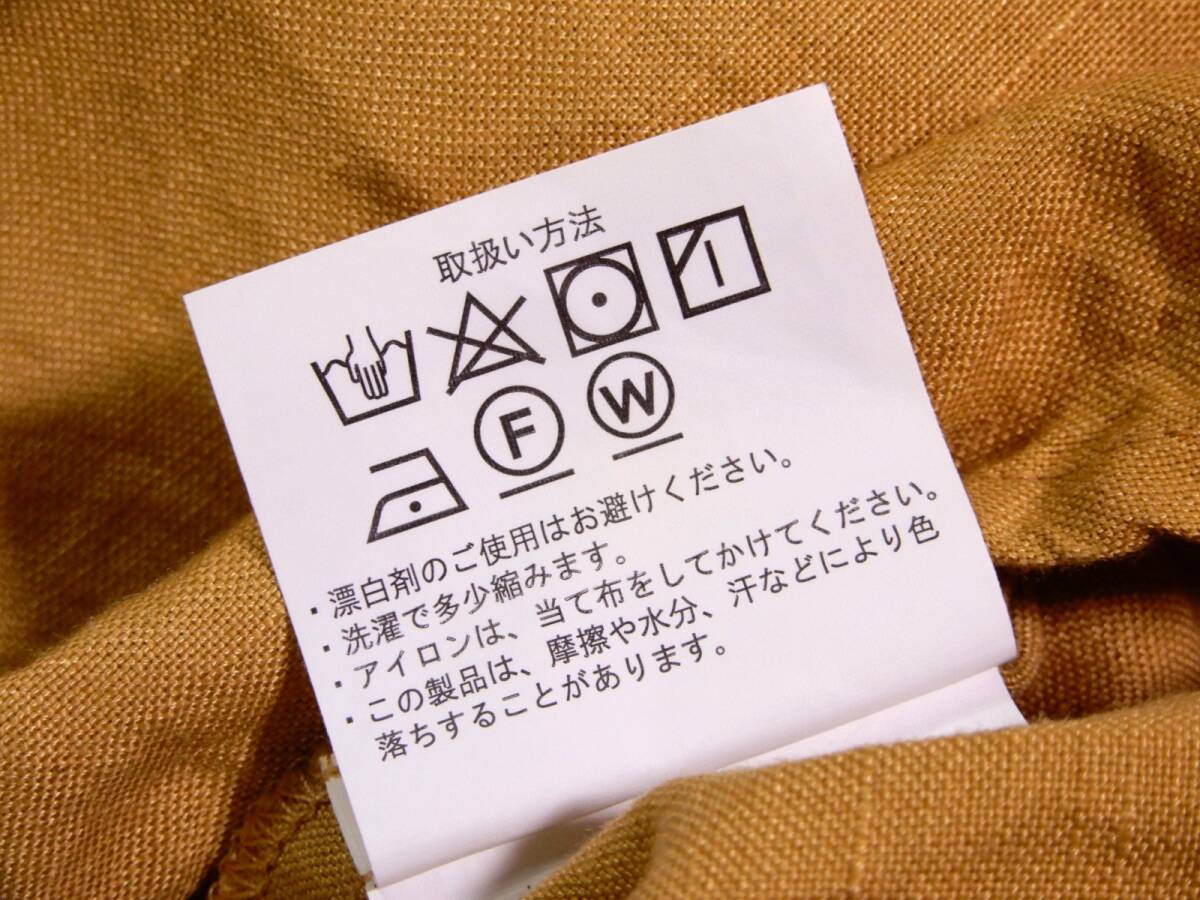 取扱い方法
F W
・漂白剤のご使用はお避けください。
・洗濯で多少縮みます。
・アイロンは、当て布をしてかけてください。
・この製品は、摩擦や水分、汗などにより色
落ちすることがあります。